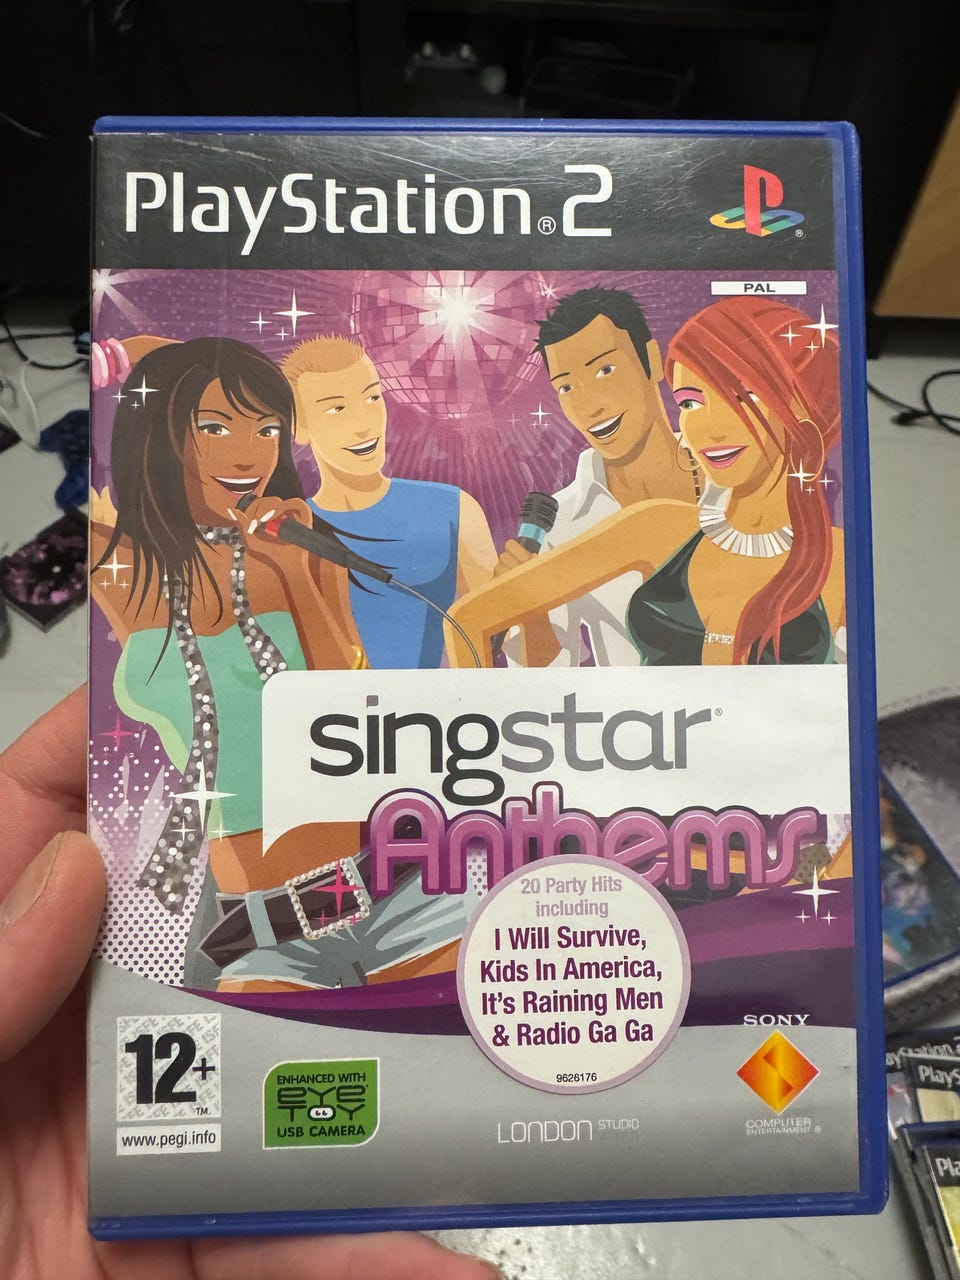 PlayStation®2
PAL
singstar®
Anthems
20 Party Hits
including
I Will Survive,
Kids In America,
It's Raining Men
& Radio Ga Ga
9626176
12+
TM
www.pegi.info
ENHANCED WITH
EYE
TOY
USB CAMERA
LONDON STUDIO
SONY
COMPUTER
ENTERTAINMENT®